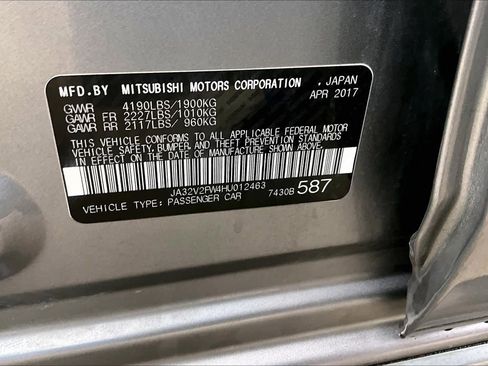 MFD.BY MITSUBISHI MOTORS CORPORATION , JAPAN
APR 2017
GVWR 4190LBS/1900KG
GAWR FR 2227LBS/1010KG
GAWR RR 2117LBS/ 960KG
THIS VEHICLE CONFORMS TO ALL APPLICABLE FEDERAL MOTOR
VEHICLE SAFETY, BUMPER, AND THEFT PREVENTION STANDARDS
IN EFFECT ON THE DATE OF MANUFACTURE SHOWN ABOVE.
JA32V2FW4HU012463
VEHICLE TYPE: PASSENGER CAR 7430B 587